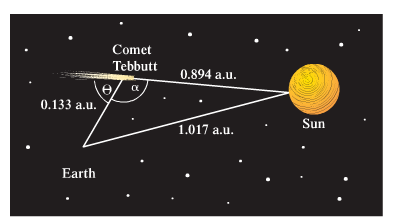 Comet
Tebbutt
0.894 a.u.
Θ
α
0.133 a.u.
1.017 a.u.
Sun
Earth